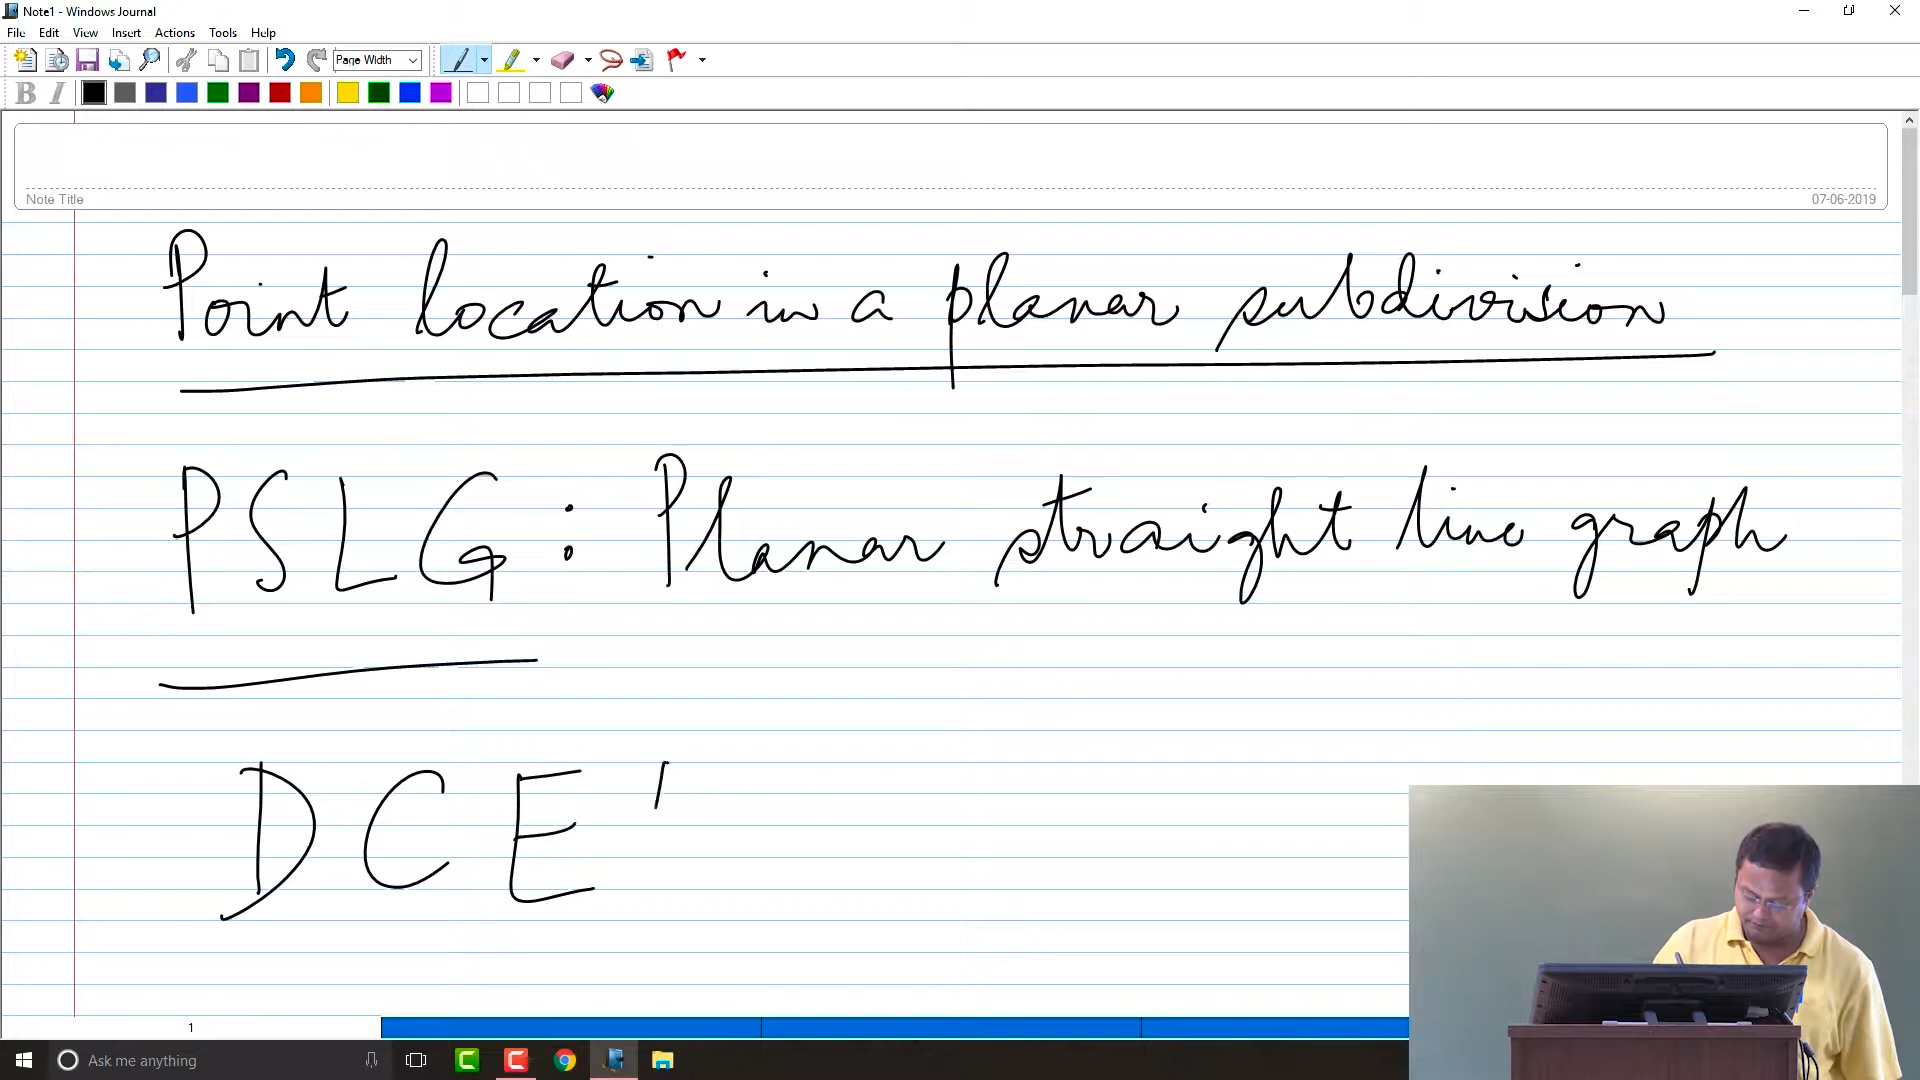 Note1 - Windows Journal
File Edit View Insert Actions Tools Help
Page Width
B I
Note Title
07-06-2019
Point location in a planar subdivision
PSLG : Planar straight line graph
DCE
1
Ask me anything